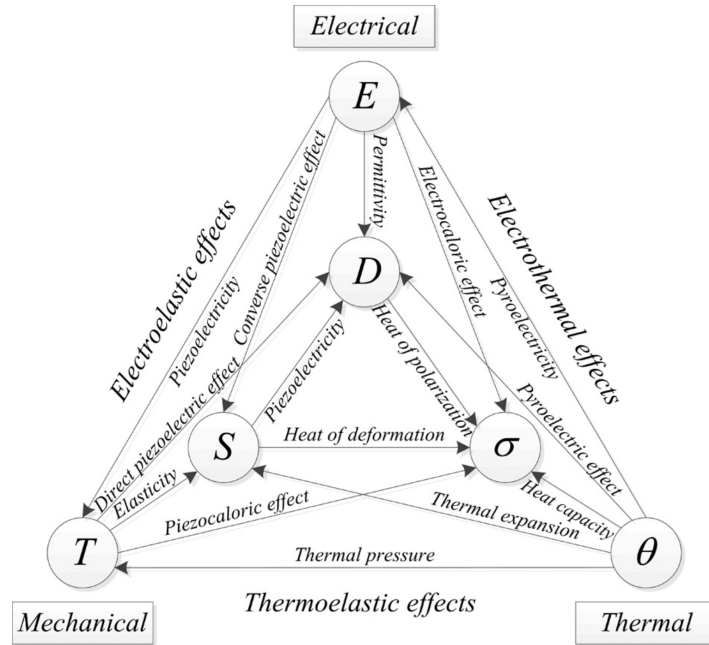 Electrical
E
Permittivity
Electrocaloric effect
Converse piezoelectric effect
Piezoelectricity
Electroelastic effects
Electrothermal effects
Pyroelectricity
D
Direct piezoelectric effect
Piezoelectricity
Heat of polarization
Pyroelectric effect
S
Heat of deformation
σ
Elasticity
Piezocaloric effect
Thermal expansion
Heat capacity
T
Thermal pressure
θ
Thermoelastic effects
Mechanical
Thermal